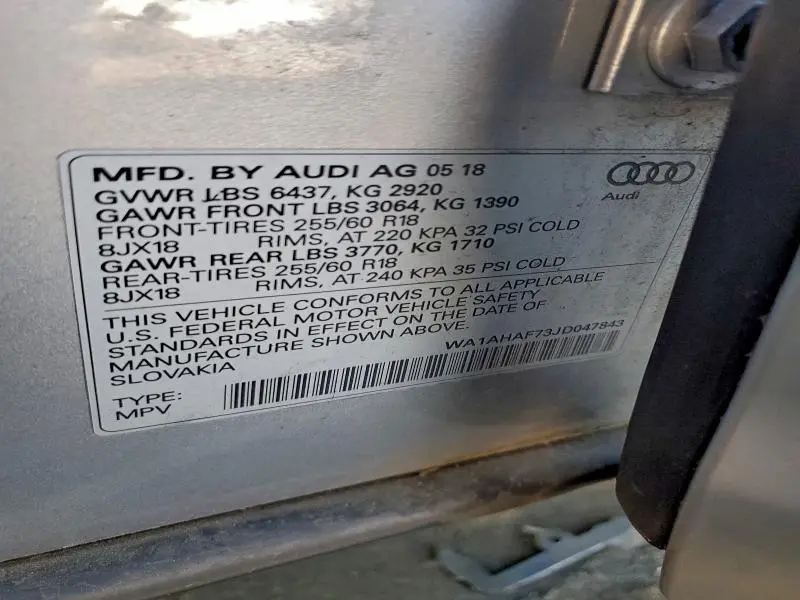 MFD. BY AUDI AG 05 18
GVWR LBS 6437, KG 2920
GAWR FRONT LBS 3064, KG 1390
FRONT-TIRES 255/60 R18
8JX18 RIMS, AT 220 KPA 32 PSI COLD
GAWR REAR LBS 3770, KG 1710
REAR-TIRES 255/60 R18
8JX18 RIMS, AT 240 KPA 35 PSI COLD
Audi
THIS VEHICLE CONFORMS TO ALL APPLICABLE
U.S. FEDERAL MOTOR VEHICLE SAFETY
STANDARDS IN EFFECT ON THE DATE OF
MANUFACTURE SHOWN ABOVE.
SLOVAKIA
WA1AHAF73JD047843
TYPE:
MPV